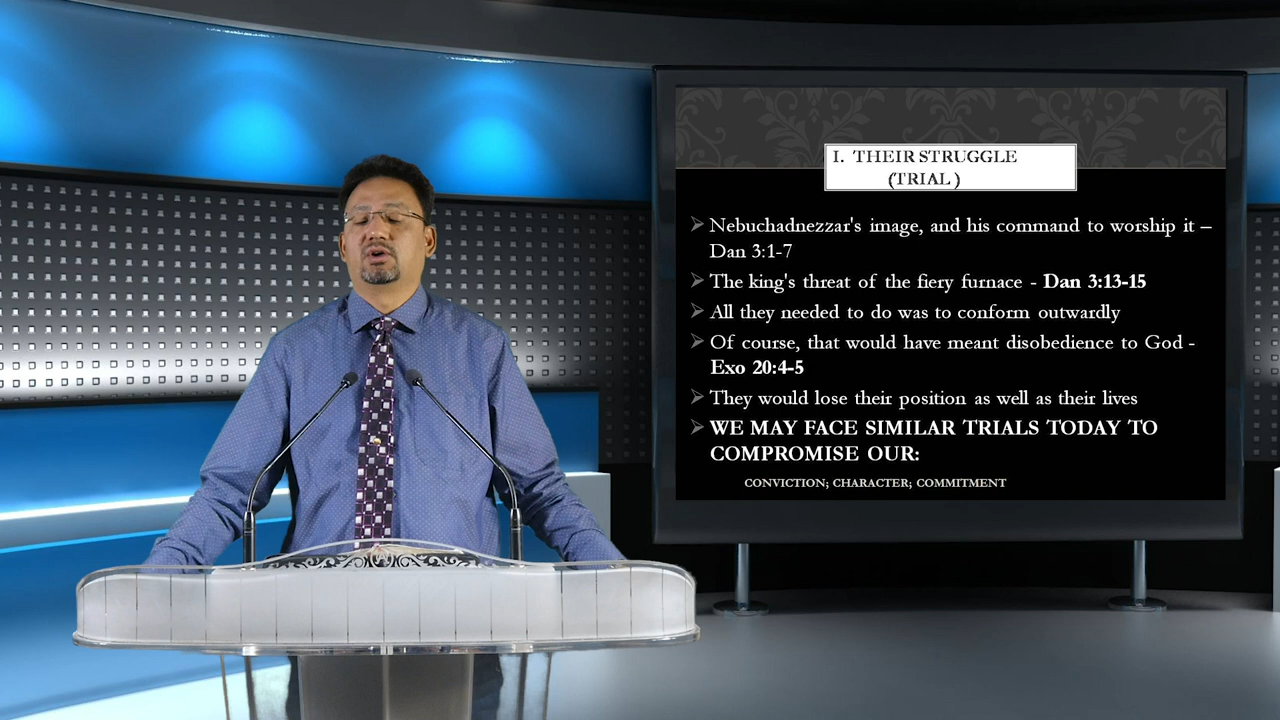 I. THEIR STRUGGLE
(TRIAL )
Nebuchadnezzar's image, and his command to worship it –
Dan 3:1-7
The king's threat of the fiery furnace - Dan 3:13-15
All they needed to do was to conform outwardly
Of course, that would have meant disobedience to God -
Exo 20:4-5
They would lose their position as well as their lives
WE MAY FACE SIMILAR TRIALS TODAY TO
COMPROMISE OUR:
CONVICTION; CHARACTER; COMMITMENT